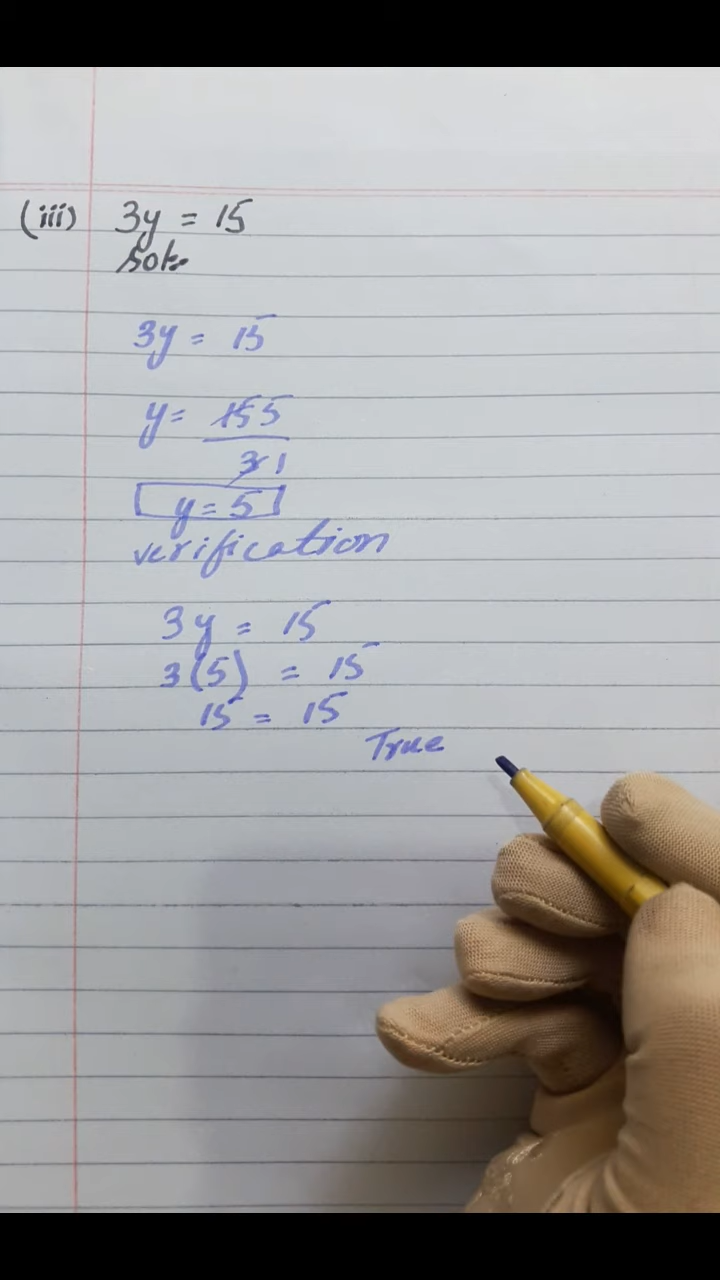 (iii) 3y = 15
Sol:
3y = 15
y = 15 5
3 1
y = 5
verification
3y = 15
3(5) = 15
15 = 15
True